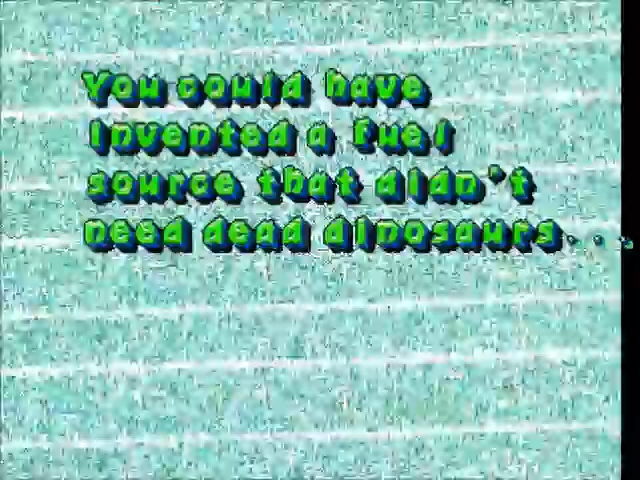 You could have
invented a fuel
source that didn't
need dead dinosaurs...